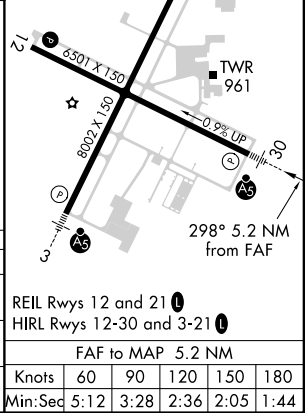 12
P
6501 X 150
TWR
961
8002 X 150
0.9% UP
P
30
A5
P
298° 5.2 NM
from FAF
3
A5
REIL Rwys 12 and 21 L
HIRL Rwys 12-30 and 3-21 L
FAF to MAP 5.2 NM
Knots 60 90 120 150 180
Min:Sec 5:12 3:28 2:36 2:05 1:44